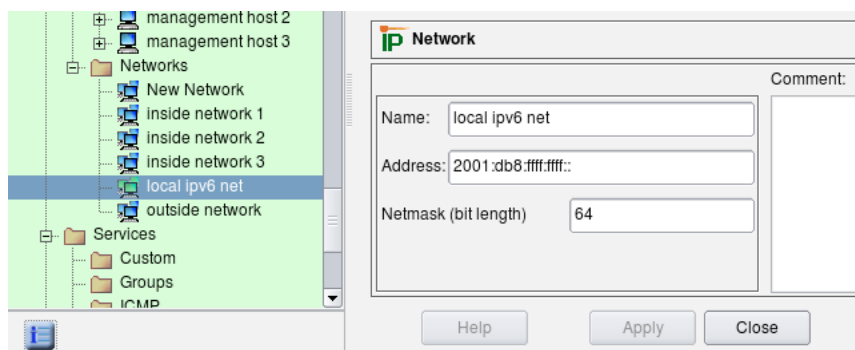 management host 2
management host 3
Networks
New Network
inside network 1
inside network 2
inside network 3
local ipv6 net
outside network
Services
Custom
Groups
ICMP
IP Network
Comment:
Name: local ipv6 net
Address: 2001:db8:ffff:ffff::
Netmask (bit length) 64
Help Apply Close